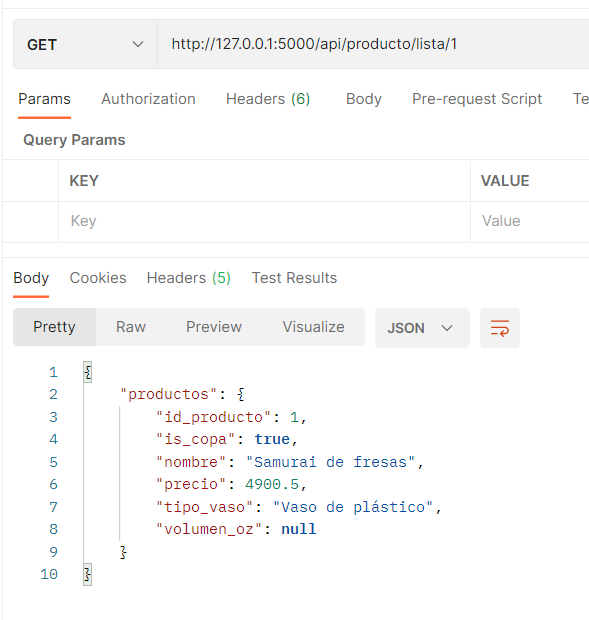 GET http://127.0.0.1:5000/api/producto/lista/1
Params Authorization Headers (6) Body Pre-request Script Te
Query Params
KEY VALUE
Key Value
Body Cookies Headers (5) Test Results
Pretty Raw Preview Visualize JSON
1 {
2 "productos": {
3 "id_producto": 1,
4 "is_copa": true,
5 "nombre": "Samurai de fresas",
6 "precio": 4900.5,
7 "tipo_vaso": "Vaso de plástico",
8 "volumen_oz": null
9 }
10 }